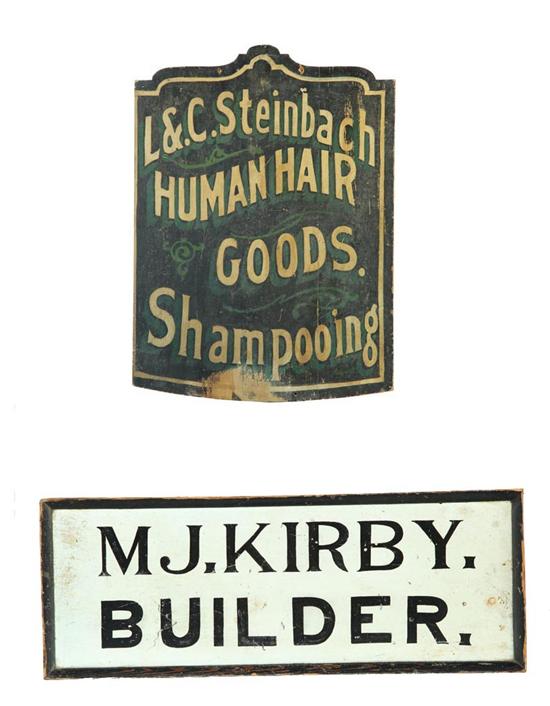 L&.C.Steinbach
HUMAN HAIR
GOODS.
Shampooing
M.J.KIRBY.
BUILDER.